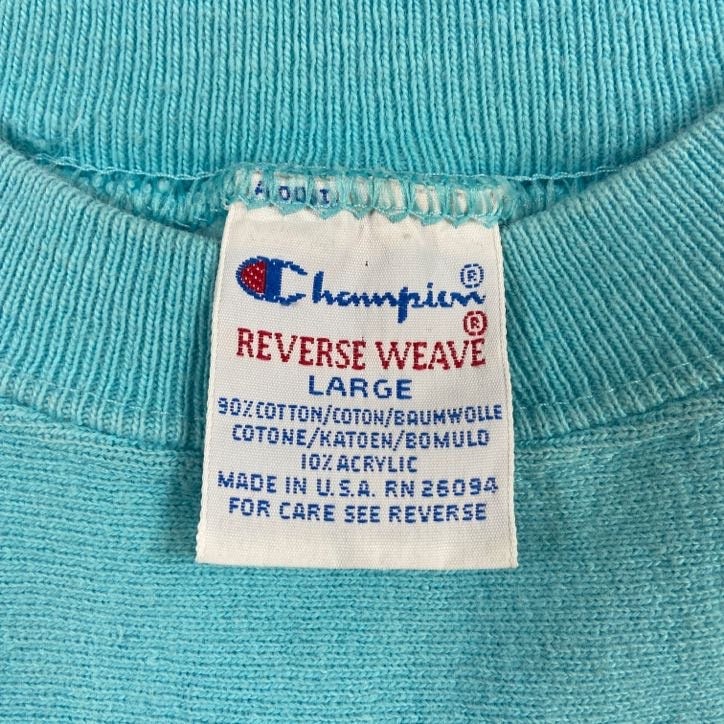 Champion®
REVERSE WEAVE®
LARGE
90% COTTON/COTON/BAUMWOLLE
COTONE/KATOEN/BOMULD
10% ACRYLIC
MADE IN U.S.A. RN 26094
FOR CARE SEE REVERSE